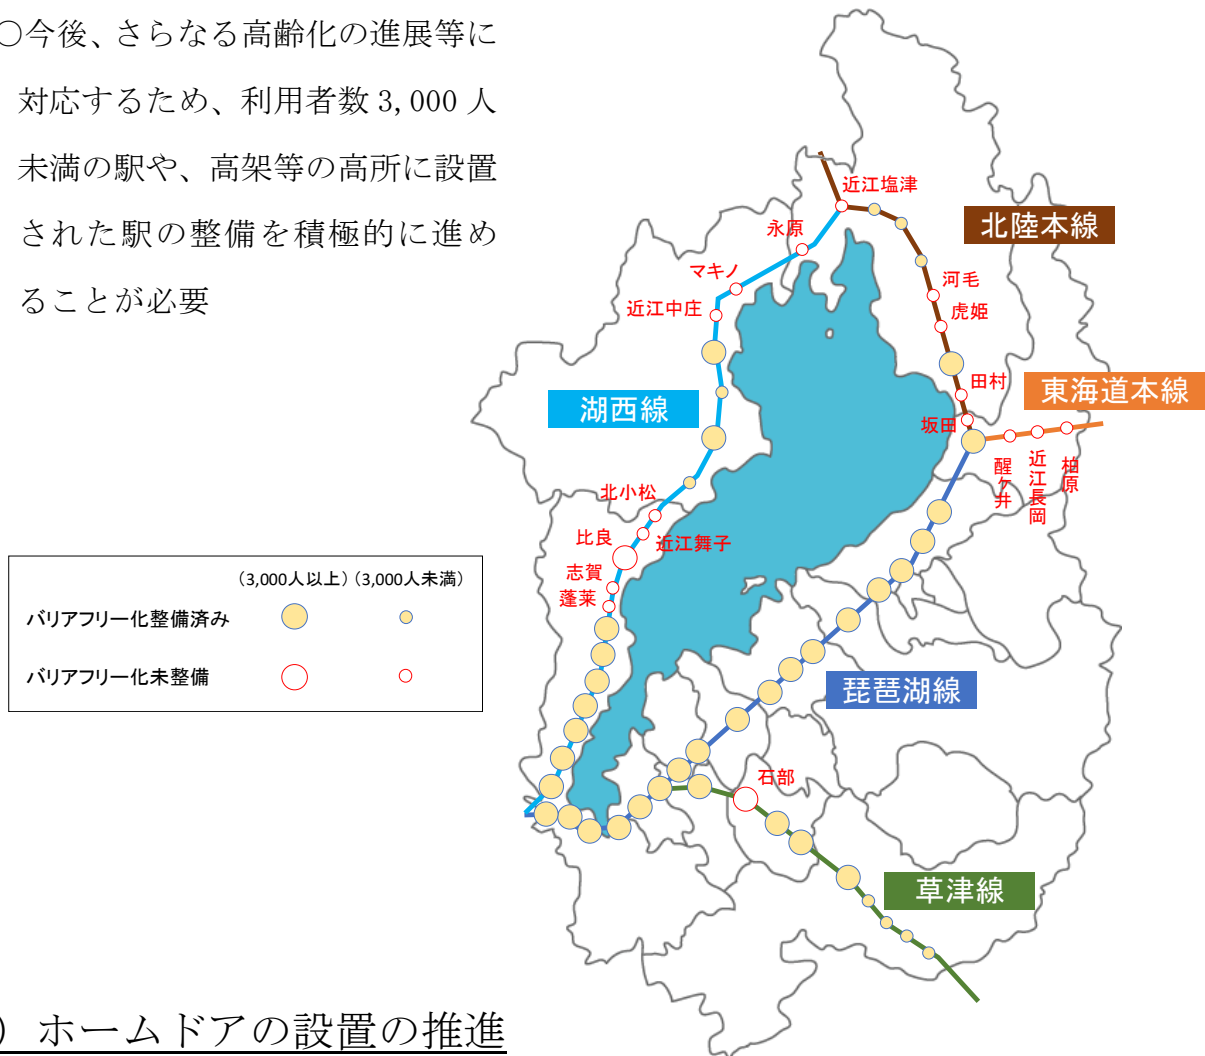 ○今後、さらなる高齢化の進展等に
対応するため、利用者数 3,000 人
未満の駅や、高架等の高所に設置
された駅の整備を積極的に進め
ることが必要
近江塩津
北陸本線
永原
マキノ
河毛
近江中庄
虎姫
田村
東海道本線
湖西線
坂田
醒ヶ井
近江長岡
柏原
北小松
比良
近江舞子
志賀
蓬莱
(3,000人以上) (3,000人未満)
バリアフリー化整備済み
バリアフリー化未整備
琵琶湖線
石部
草津線
) ホームドアの設置の推進